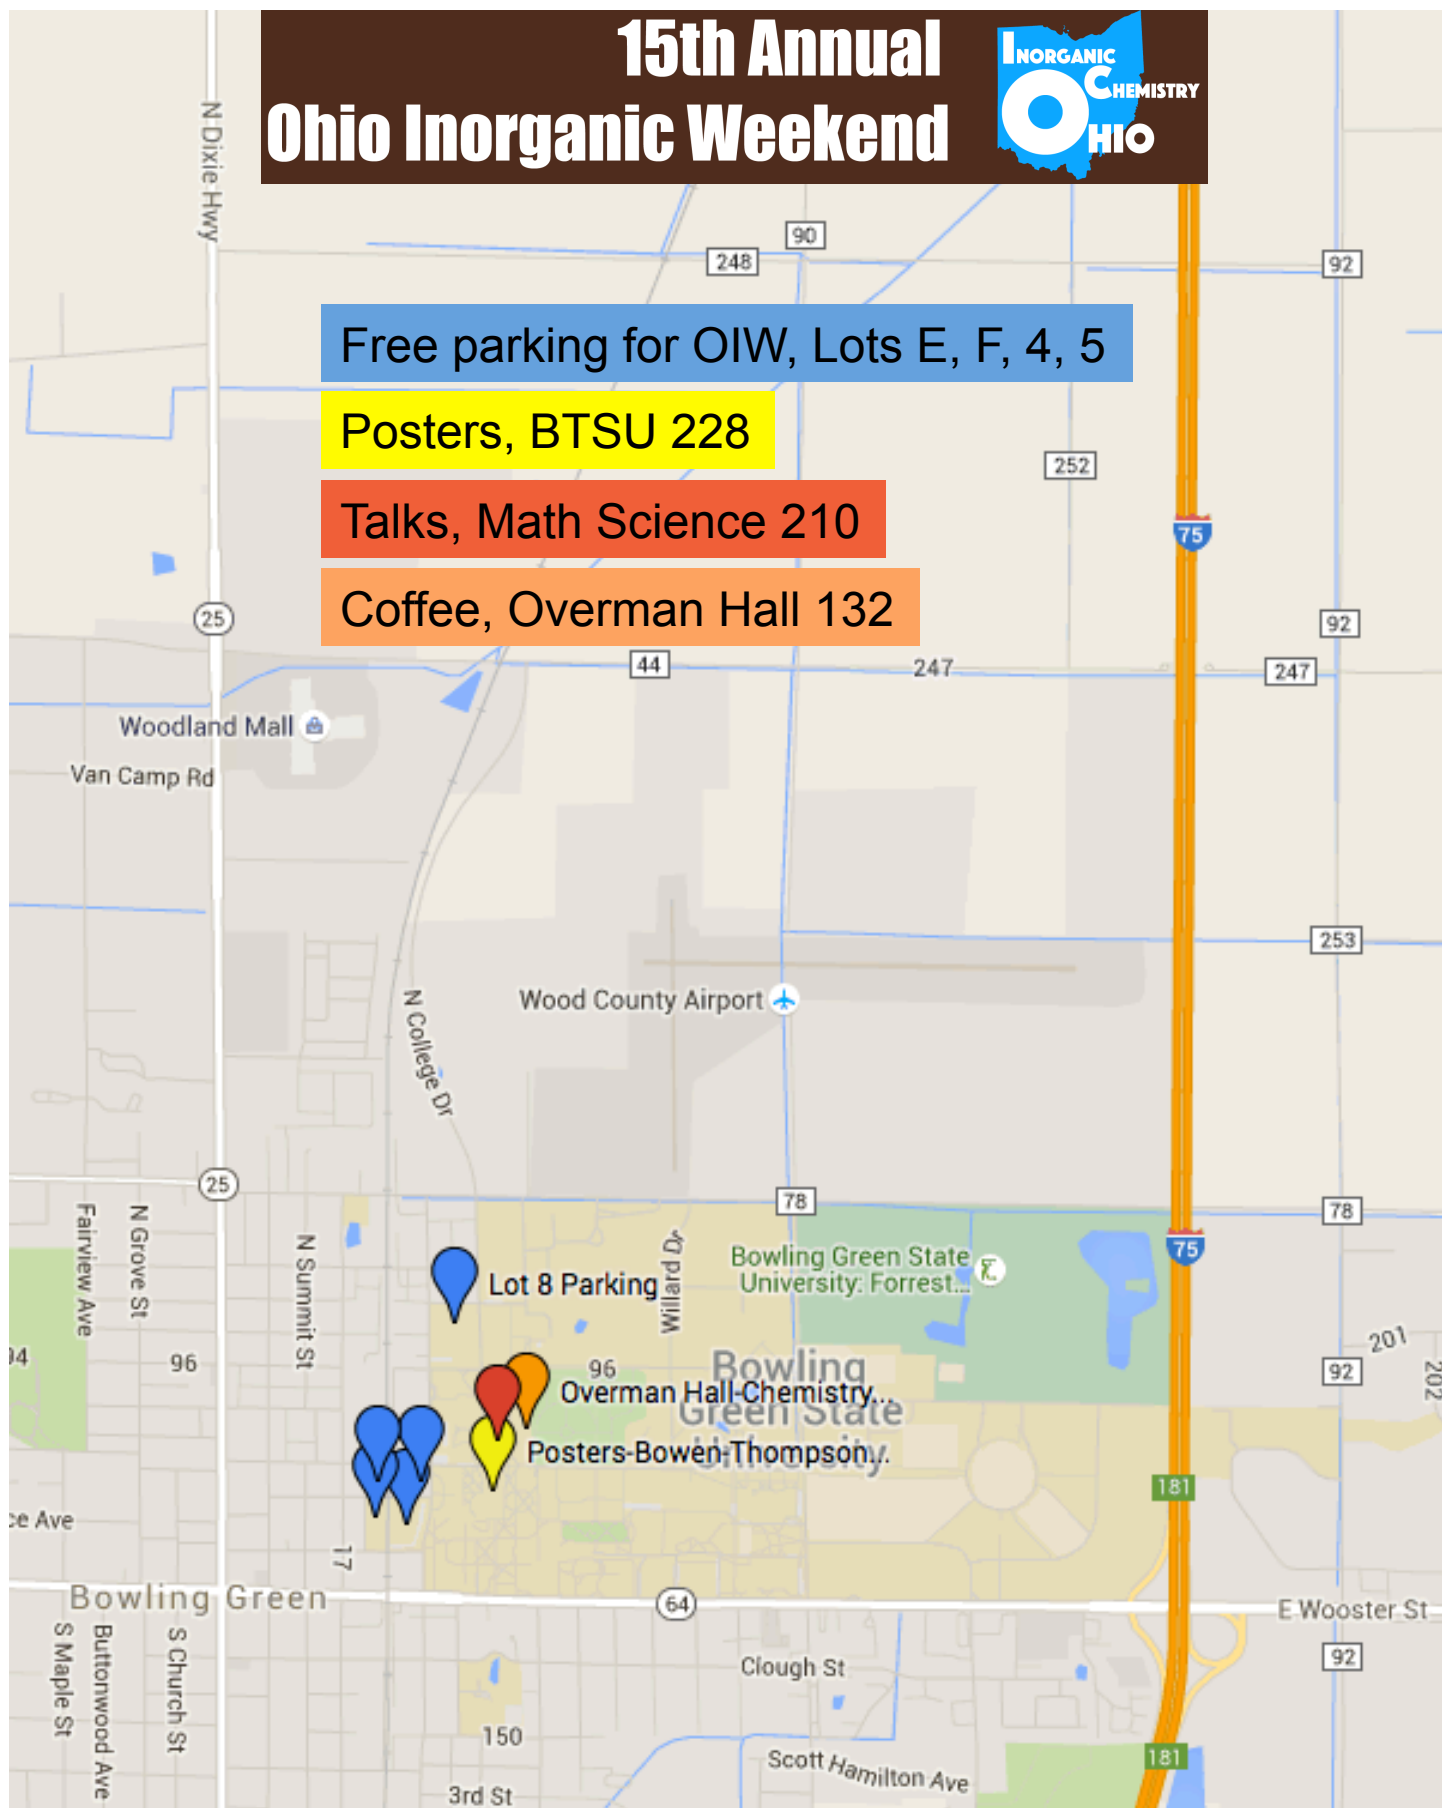 15th Annual
Ohio Inorganic Weekend
INORGANIC
CHEMISTRY
OHIO
N Dixie Hwy
90
248
92
Free parking for OIW, Lots E, F, 4, 5
Posters, BTSU 228
252
Talks, Math Science 210
75
Coffee, Overman Hall 132
25
92
44
247
247
Woodland Mall
Van Camp Rd
253
Wood County Airport
N College Dr
25
78
78
Fairview Ave
N Grove St
N Summit St
Willard Dr
Bowling Green State
University: Forrest...
75
Lot 8 Parking
201
94
96
96
Bowling
Green State
University
92
202
Overman Hall-Chemistry...
Posters-Bowen-Thompson...
181
ce Ave
17
Bowling Green
64
E Wooster St
S Maple St
Buttonwood Ave
S Church St
92
Clough St
150
181
Scott Hamilton Ave
3rd St